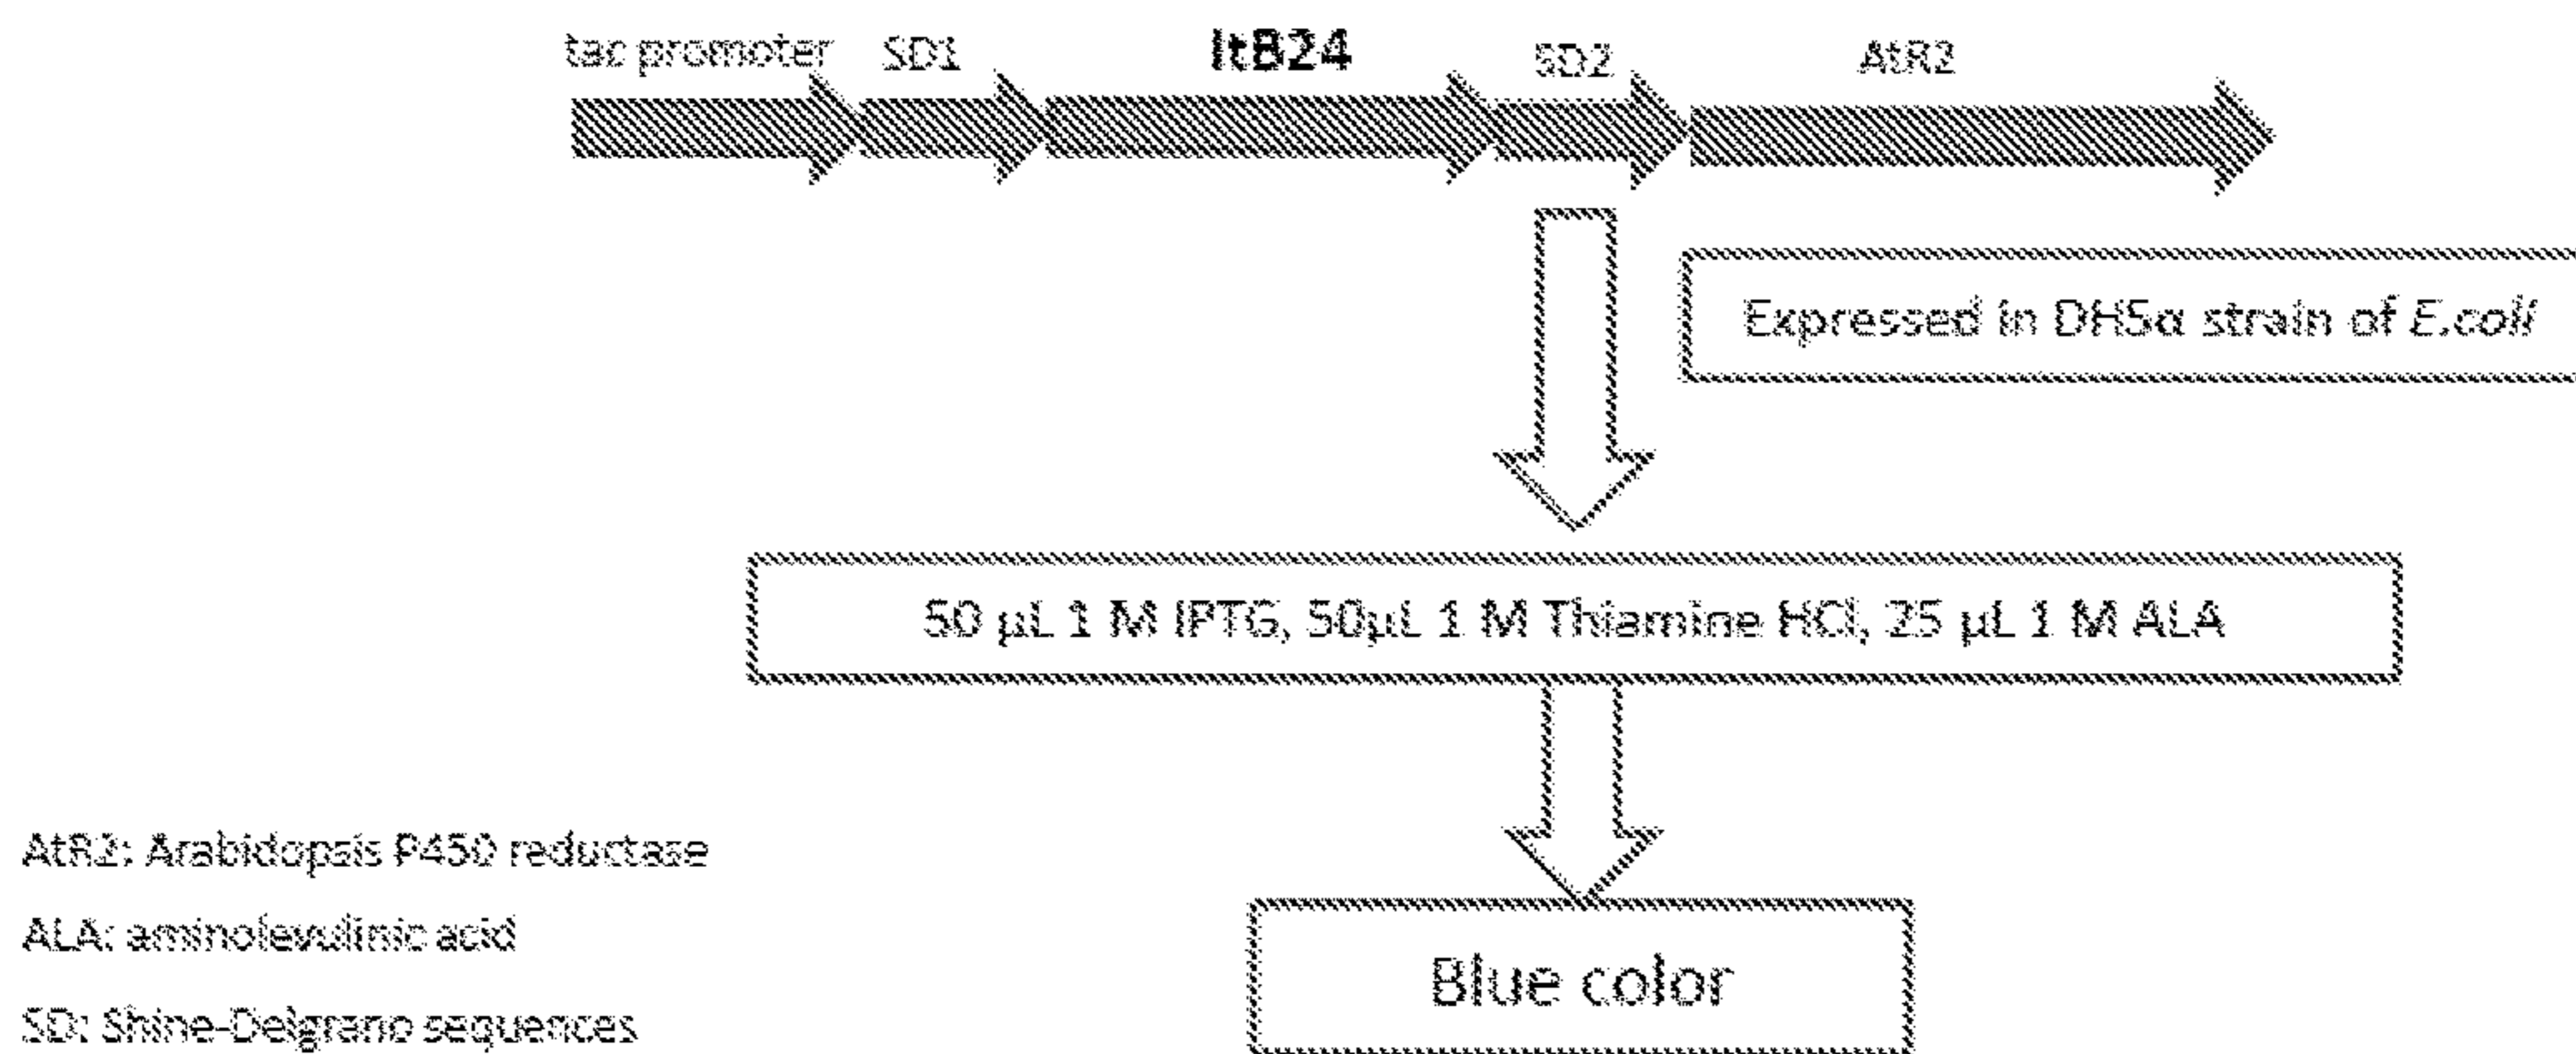 tac promoter SD1 ItB24 SD2 AtR2
Expressed in DH5α strain of E.coli
50 µL 1 M IPTG, 50µL 1 M Thiamine HCl, 25 µL 1 M ALA
AtR2: Arabidopsis P450 reductase
ALA: aminolevulinic acid
Blue color
SD: Shine-Delgrano sequences